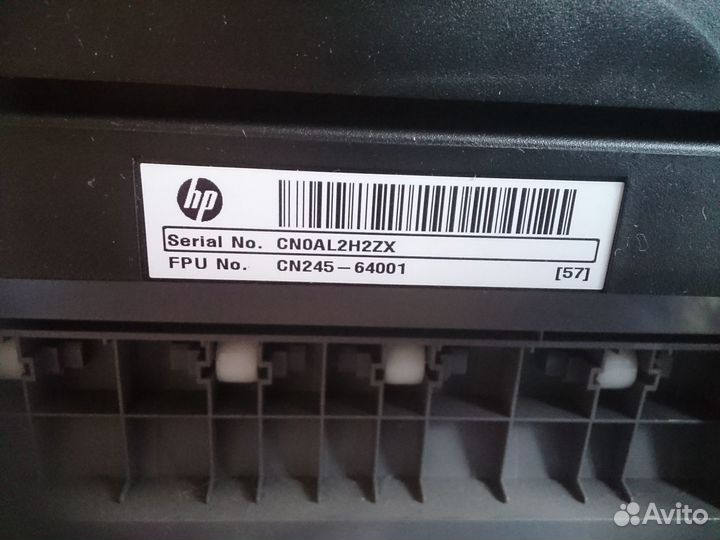 hp
Serial No. CN0AL2H2ZX
FPU No. CN245-64001 [57]
Avito